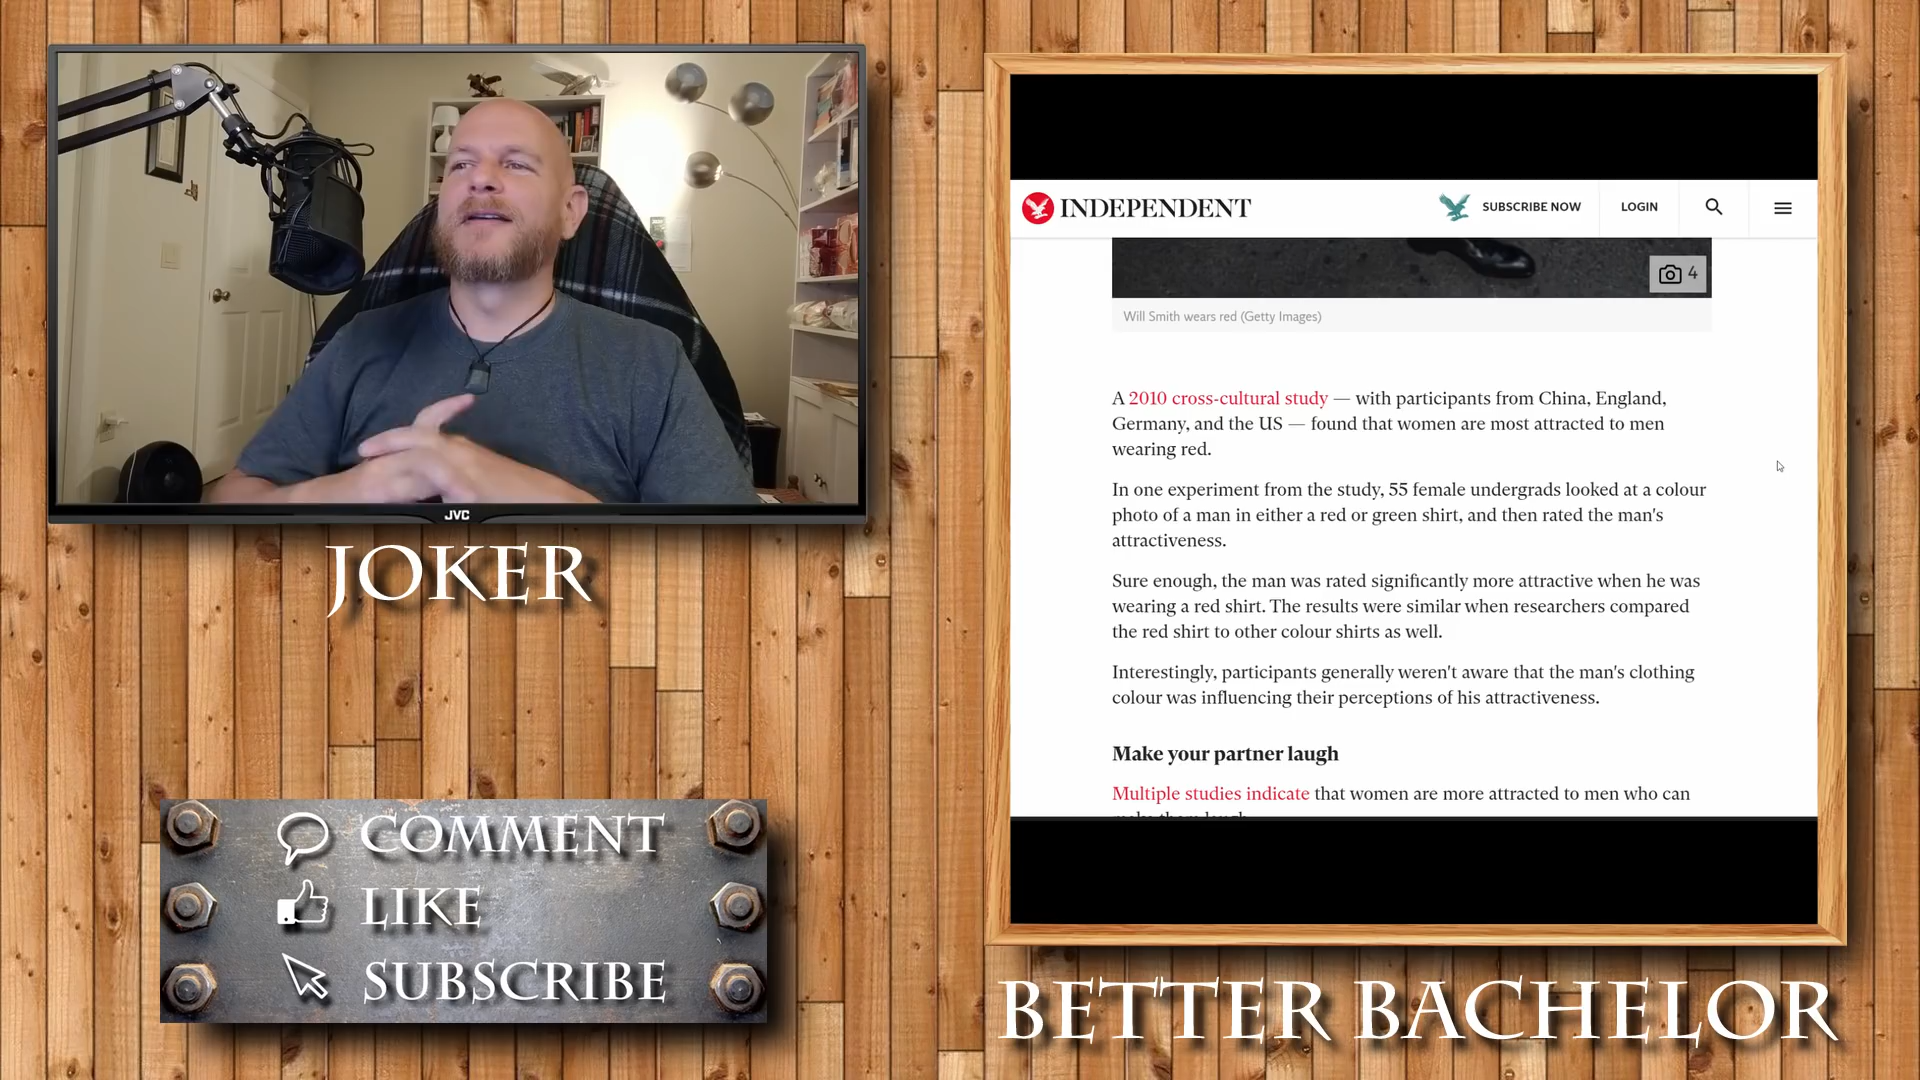 JVC
JOKER
COMMENT
LIKE
SUBSCRIBE
INDEPENDENT
SUBSCRIBE NOW
LOGIN
4
Will Smith wears red (Getty Images)
A 2010 cross-cultural study — with participants from China, England,
Germany, and the US — found that women are most attracted to men
wearing red.
In one experiment from the study, 55 female undergrads looked at a colour
photo of a man in either a red or green shirt, and then rated the man's
attractiveness.
Sure enough, the man was rated significantly more attractive when he was
wearing a red shirt. The results were similar when researchers compared
the red shirt to other colour shirts as well.
Interestingly, participants generally weren't aware that the man's clothing
colour was influencing their perceptions of his attractiveness.
Make your partner laugh
Multiple studies indicate that women are more attracted to men who can
BETTER BACHELOR